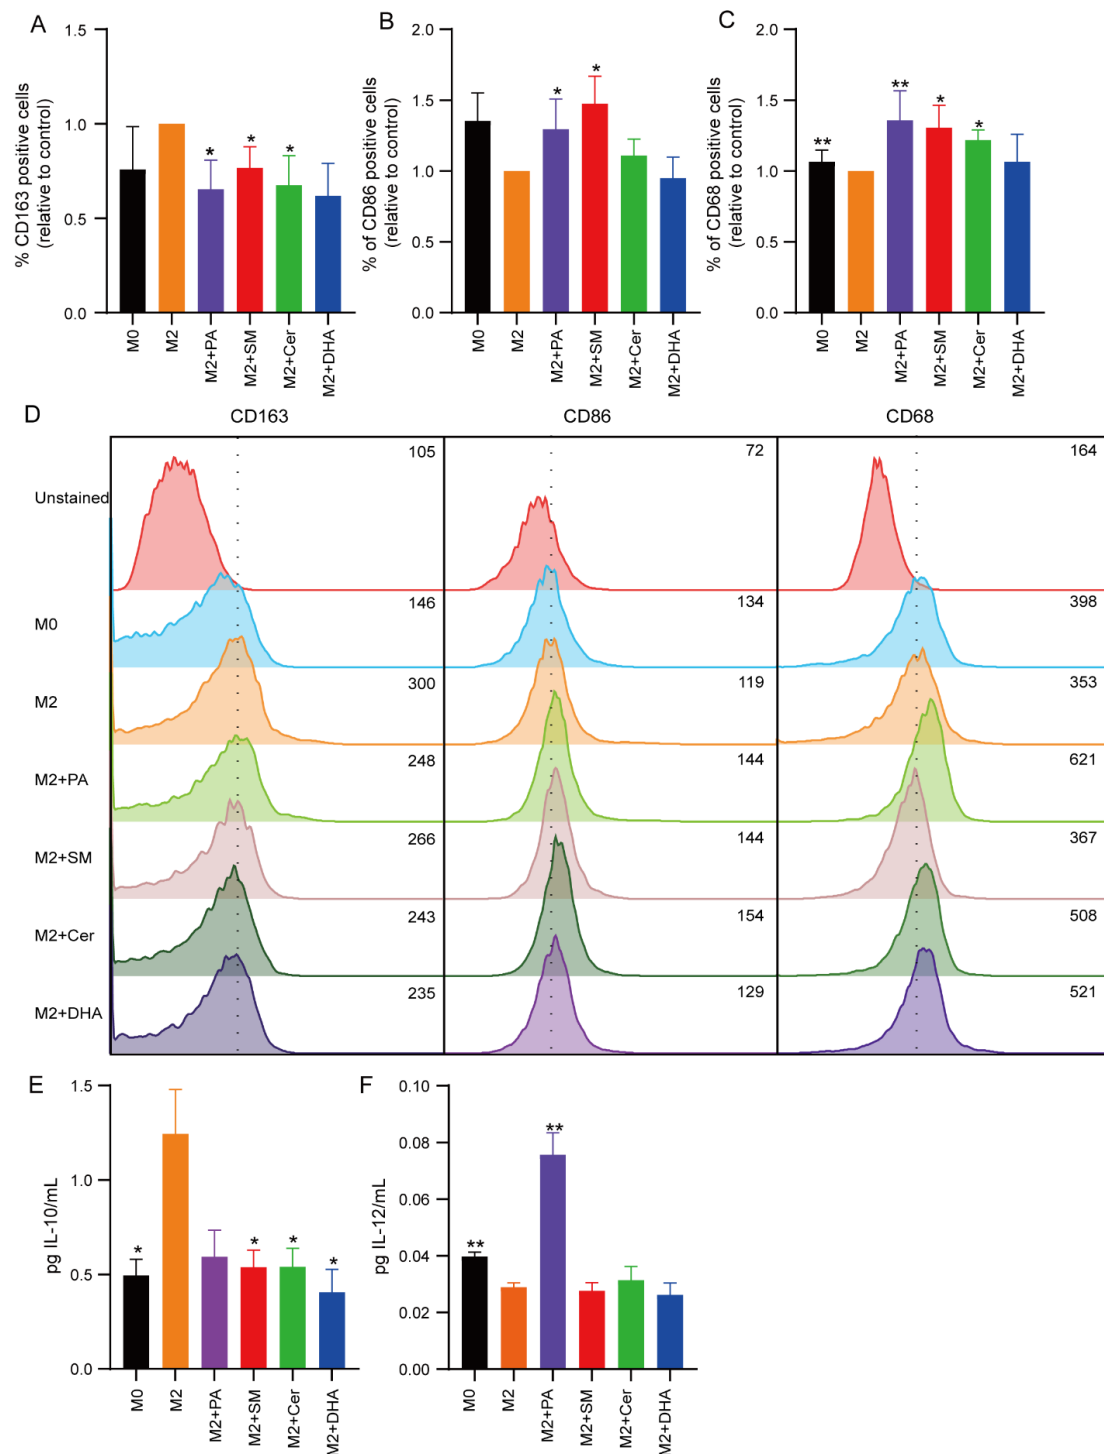 A
% CD163 positive cells
(relative to control)
1.5
1.0
0.5
0.0
*
*
*
M0
M2
M2+PA
M2+SM
M2+Cer
M2+DHA
B
% of CD86 positive cells
(relative to control)
2.0
1.5
1.0
0.5
0.0
*
*
M0
M2
M2+PA
M2+SM
M2+Cer
M2+DHA
C
% of CD68 positive cells
(relative to control)
2.0
1.5
1.0
0.5
0.0
**
**
*
*
M0
M2
M2+PA
M2+SM
M2+Cer
M2+DHA
D
CD163 CD86 CD68
Unstained 105 72 164
M0 146 134 398
M2 300 119 353
M2+PA 248 144 621
M2+SM 266 144 367
M2+Cer 243 154 508
M2+DHA 235 129 521
E
pg IL-10/mL
1.5
1.0
0.5
0.0
*
*
*
*
M0
M2
M2+PA
M2+SM
M2+Cer
M2+DHA
F
pg IL-12/mL
0.10
0.08
0.06
0.04
0.02
0.00
**
**
M0
M2
M2+PA
M2+SM
M2+Cer
M2+DHA